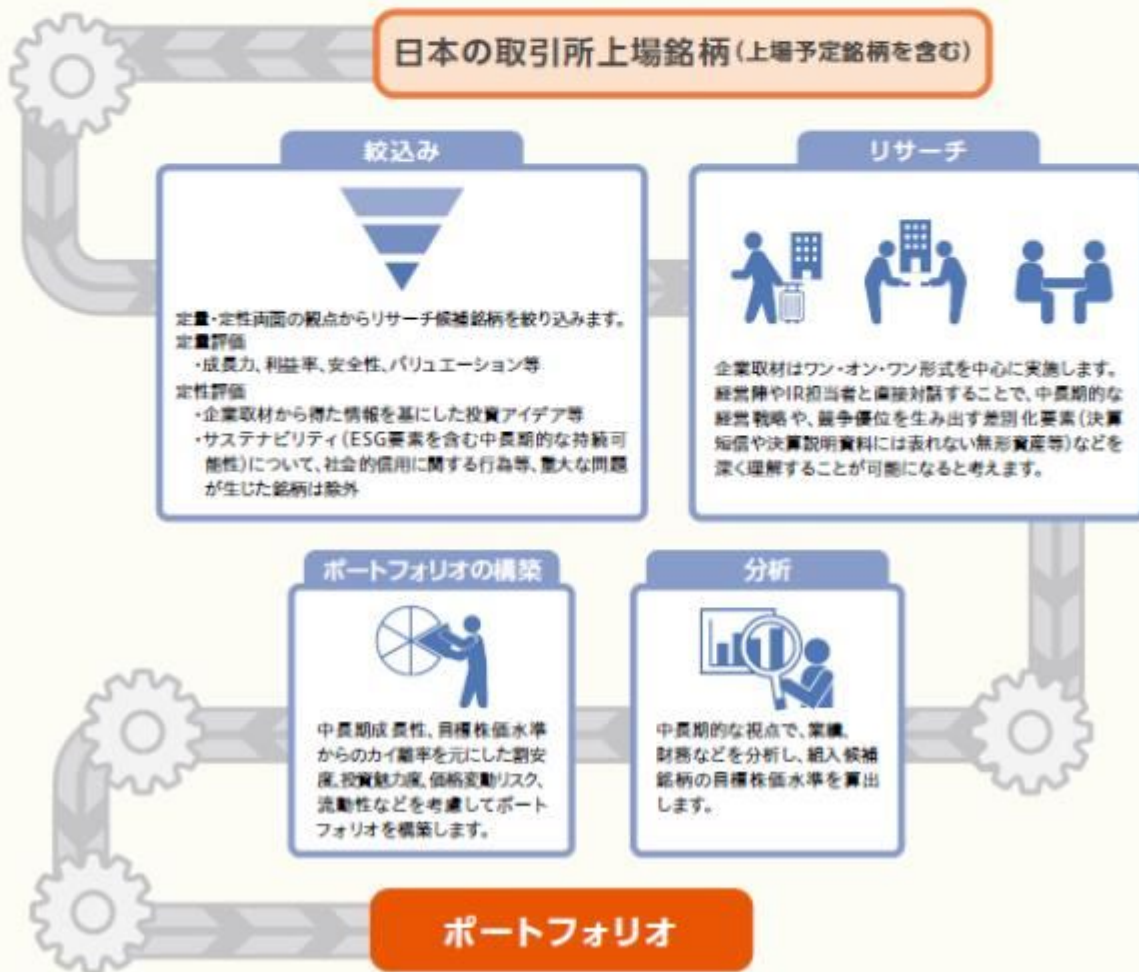 日本の取引所上場銘柄(上場予定銘柄を含む)
絞込み
定量・定性両面の観点からリサーチ候補銘柄を絞り込みます。
定量評価
・成長力、利益率、安全性、バリュエーション等
定性評価
・企業取材から得た情報を基にした投資アイデア等
・サステナビリティ(ESG要素を含む中長期的な持続可
能性)について、社会的信用に関する行為等、重大な問題
が生じた銘柄は除外
リサーチ
企業取材はワン・オン・ワン形式を中心に実施します。
経営陣やIR担当者と直接対話することで、中長期的な
経営戦略や、競争優位を生み出す差別化要素(決算
短信や決算説明資料には表れない無形資産等)などを
深く理解することが可能になると考えます。
分析
中長期的な視点で、業績、
財務などを分析し、組入候補
銘柄の目標株価水準を算出
します。
ポートフォリオの構築
中長期成長性、目標株価水準
からのカイ離率を元にした割安
度、投資魅力度、価格変動リスク、
流動性などを考慮してポート
フォリオを構築します。
ポートフォリオ